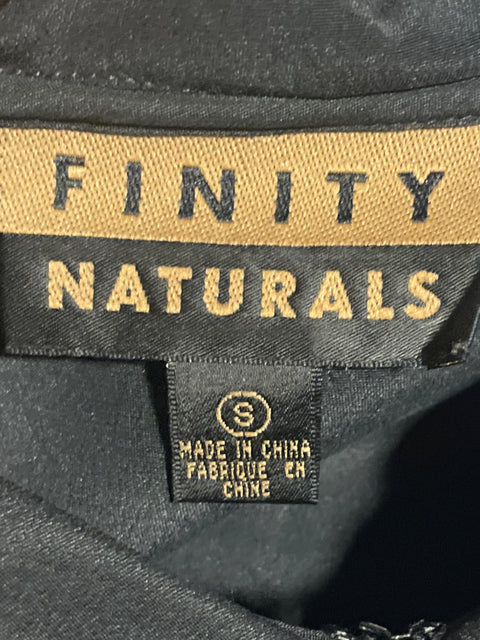 FINITY
NATURALS
S
MADE IN CHINA
FABRIQUE EN
CHINE